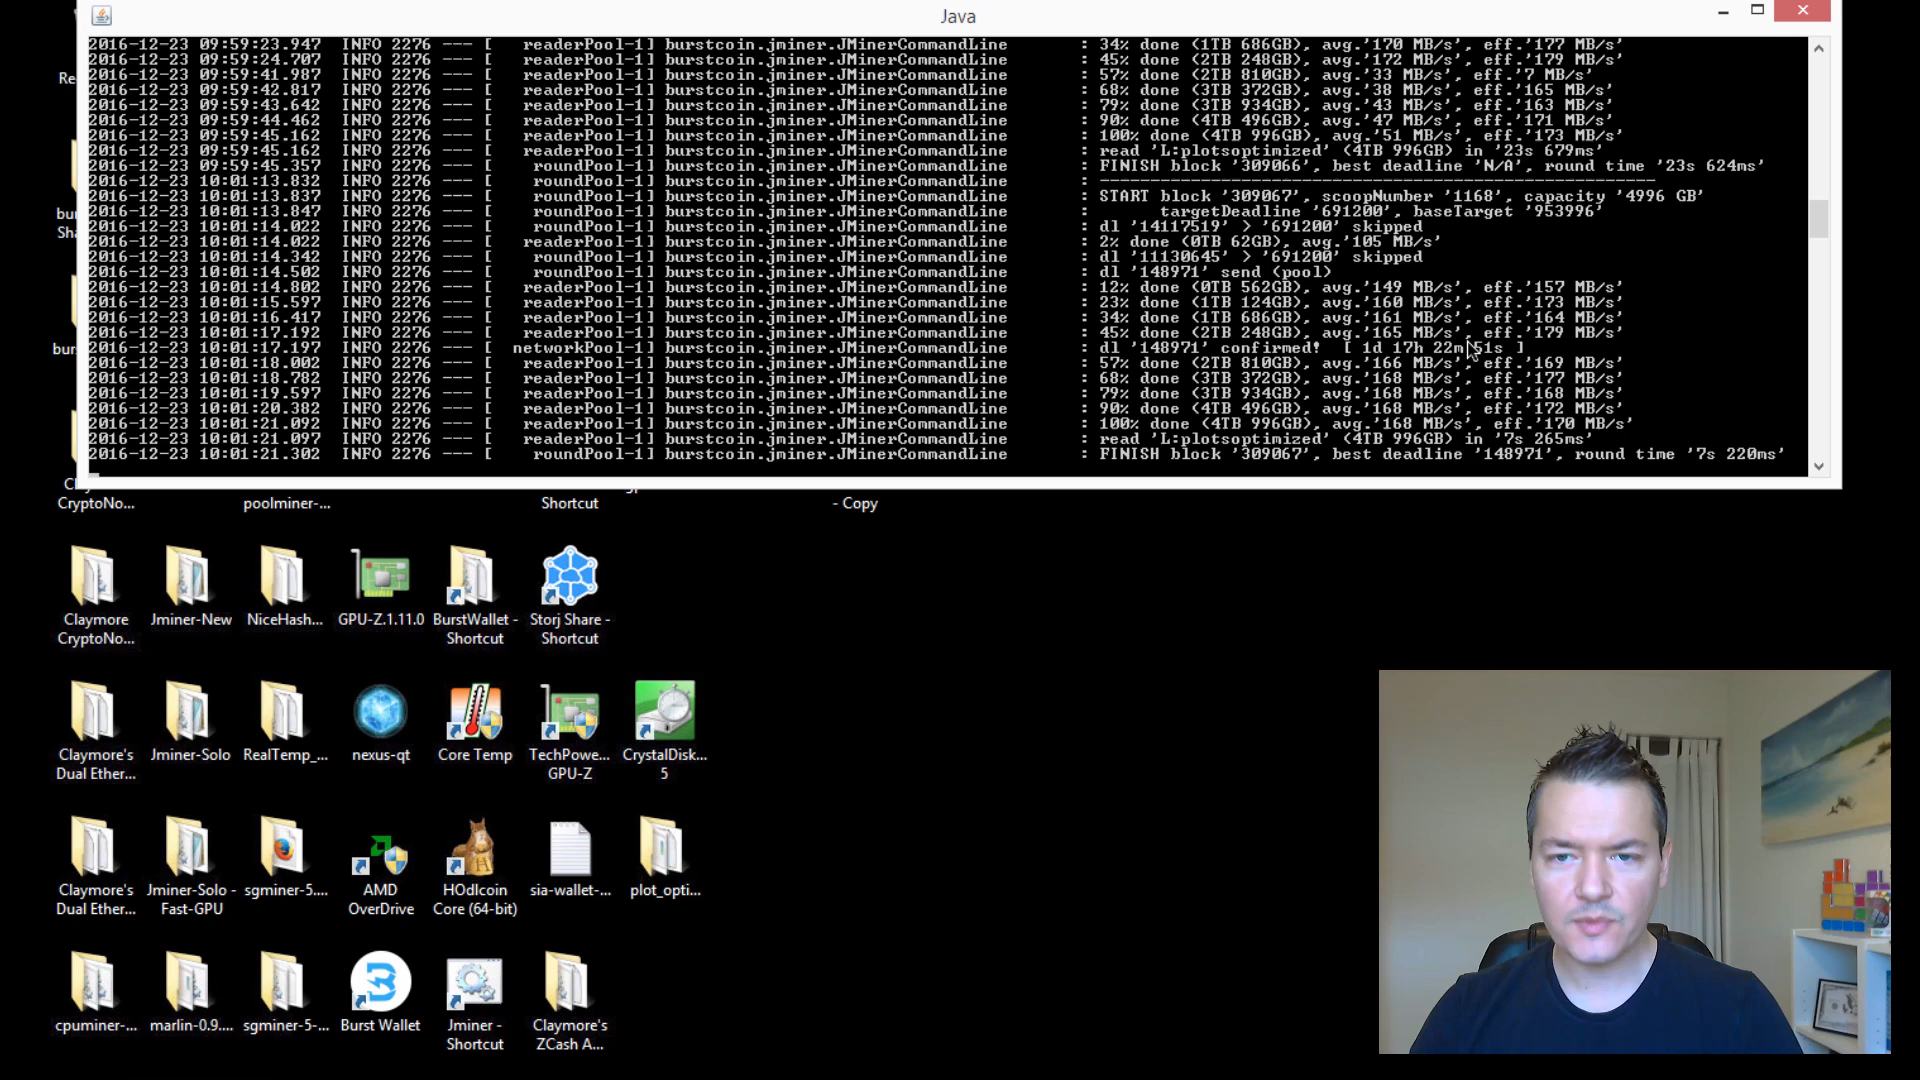 Java
2016-12-23 09:59:23.947 INFO 2276 --- [ readerPool-1] burstcoin.jminer.JMinerCommandLine : 34% done (1TB 686GB), avg.'170 MB/s', eff.'177 MB/s'
2016-12-23 09:59:24.707 INFO 2276 --- [ readerPool-1] burstcoin.jminer.JMinerCommandLine : 45% done (2TB 248GB), avg.'172 MB/s', eff.'179 MB/s'
2016-12-23 09:59:41.987 INFO 2276 --- [ readerPool-1] burstcoin.jminer.JMinerCommandLine : 57% done (2TB 810GB), avg.'33 MB/s', eff.'7 MB/s'
2016-12-23 09:59:42.817 INFO 2276 --- [ readerPool-1] burstcoin.jminer.JMinerCommandLine : 68% done (3TB 372GB), avg.'38 MB/s', eff.'165 MB/s'
2016-12-23 09:59:43.642 INFO 2276 --- [ readerPool-1] burstcoin.jminer.JMinerCommandLine : 79% done (3TB 934GB), avg.'43 MB/s', eff.'163 MB/s'
2016-12-23 09:59:44.462 INFO 2276 --- [ readerPool-1] burstcoin.jminer.JMinerCommandLine : 90% done (4TB 496GB), avg.'47 MB/s', eff.'171 MB/s'
2016-12-23 09:59:45.162 INFO 2276 --- [ readerPool-1] burstcoin.jminer.JMinerCommandLine : 100% done (4TB 996GB), avg.'51 MB/s', eff.'173 MB/s'
2016-12-23 09:59:45.162 INFO 2276 --- [ readerPool-1] burstcoin.jminer.JMinerCommandLine : read 'L:plotsoptimized' (4TB 996GB) in '23s 679ms'
2016-12-23 09:59:45.357 INFO 2276 --- [ roundPool-1] burstcoin.jminer.JMinerCommandLine : FINISH block '309066', best deadline 'N/A', round time '23s 624ms'
2016-12-23 10:01:13.832 INFO 2276 --- [ roundPool-1] burstcoin.jminer.JMinerCommandLine : -------------------------------------------------------
2016-12-23 10:01:13.837 INFO 2276 --- [ roundPool-1] burstcoin.jminer.JMinerCommandLine : START block '309067', scoopNumber '1168', capacity '4996 GB'
2016-12-23 10:01:13.847 INFO 2276 --- [ roundPool-1] burstcoin.jminer.JMinerCommandLine : targetDeadline '691200', baseTarget '953996'
2016-12-23 10:01:14.022 INFO 2276 --- [ roundPool-1] burstcoin.jminer.JMinerCommandLine : dl '14117519' > '691200' skipped
2016-12-23 10:01:14.022 INFO 2276 --- [ readerPool-1] burstcoin.jminer.JMinerCommandLine : 2% done (0TB 62GB), avg.'105 MB/s'
2016-12-23 10:01:14.342 INFO 2276 --- [ roundPool-1] burstcoin.jminer.JMinerCommandLine : dl '11130645' > '691200' skipped
2016-12-23 10:01:14.502 INFO 2276 --- [ roundPool-1] burstcoin.jminer.JMinerCommandLine : dl '148971' send (pool)
2016-12-23 10:01:14.802 INFO 2276 --- [ readerPool-1] burstcoin.jminer.JMinerCommandLine : 12% done (0TB 562GB), avg.'149 MB/s', eff.'157 MB/s'
2016-12-23 10:01:15.597 INFO 2276 --- [ readerPool-1] burstcoin.jminer.JMinerCommandLine : 23% done (1TB 124GB), avg.'160 MB/s', eff.'173 MB/s'
2016-12-23 10:01:16.417 INFO 2276 --- [ readerPool-1] burstcoin.jminer.JMinerCommandLine : 34% done (1TB 686GB), avg.'161 MB/s', eff.'164 MB/s'
2016-12-23 10:01:17.192 INFO 2276 --- [ readerPool-1] burstcoin.jminer.JMinerCommandLine : 45% done (2TB 248GB), avg.'165 MB/s', eff.'179 MB/s'
2016-12-23 10:01:17.197 INFO 2276 --- [ networkPool-1] burstcoin.jminer.JMinerCommandLine : dl '148971' confirmed! [ 1d 17h 22m 51s ]
2016-12-23 10:01:18.002 INFO 2276 --- [ readerPool-1] burstcoin.jminer.JMinerCommandLine : 57% done (2TB 810GB), avg.'166 MB/s', eff.'169 MB/s'
2016-12-23 10:01:18.782 INFO 2276 --- [ readerPool-1] burstcoin.jminer.JMinerCommandLine : 68% done (3TB 372GB), avg.'168 MB/s', eff.'177 MB/s'
2016-12-23 10:01:19.597 INFO 2276 --- [ readerPool-1] burstcoin.jminer.JMinerCommandLine : 79% done (3TB 934GB), avg.'168 MB/s', eff.'168 MB/s'
2016-12-23 10:01:20.382 INFO 2276 --- [ readerPool-1] burstcoin.jminer.JMinerCommandLine : 90% done (4TB 496GB), avg.'168 MB/s', eff.'172 MB/s'
2016-12-23 10:01:21.092 INFO 2276 --- [ readerPool-1] burstcoin.jminer.JMinerCommandLine : 100% done (4TB 996GB), avg.'168 MB/s', eff.'170 MB/s'
2016-12-23 10:01:21.097 INFO 2276 --- [ readerPool-1] burstcoin.jminer.JMinerCommandLine : read 'L:plotsoptimized' (4TB 996GB) in '7s 265ms'
2016-12-23 10:01:21.302 INFO 2276 --- [ roundPool-1] burstcoin.jminer.JMinerCommandLine : FINISH block '309067', best deadline '148971', round time '7s 220ms'
Re
bu
Sh
bur
Cl
CryptoNo...
poolminer-...
Shortcut
- Copy
Claymore
CryptoNo...
Jminer-New
NiceHash...
GPU-Z.1.11.0
BurstWallet -
Shortcut
Storj Share -
Shortcut
Claymore's
Dual Ether...
Jminer-Solo
RealTemp_...
nexus-qt
Core Temp
TechPowe...
GPU-Z
CrystalDisk...
5
Claymore's
Dual Ether...
Jminer-Solo -
Fast-GPU
sgminer-5....
AMD
OverDrive
HOdlcoin
Core (64-bit)
sia-wallet-...
plot_opti...
cpuminer-...
marlin-0.9....
sgminer-5-...
Burst Wallet
Jminer -
Shortcut
Claymore's
ZCash A...